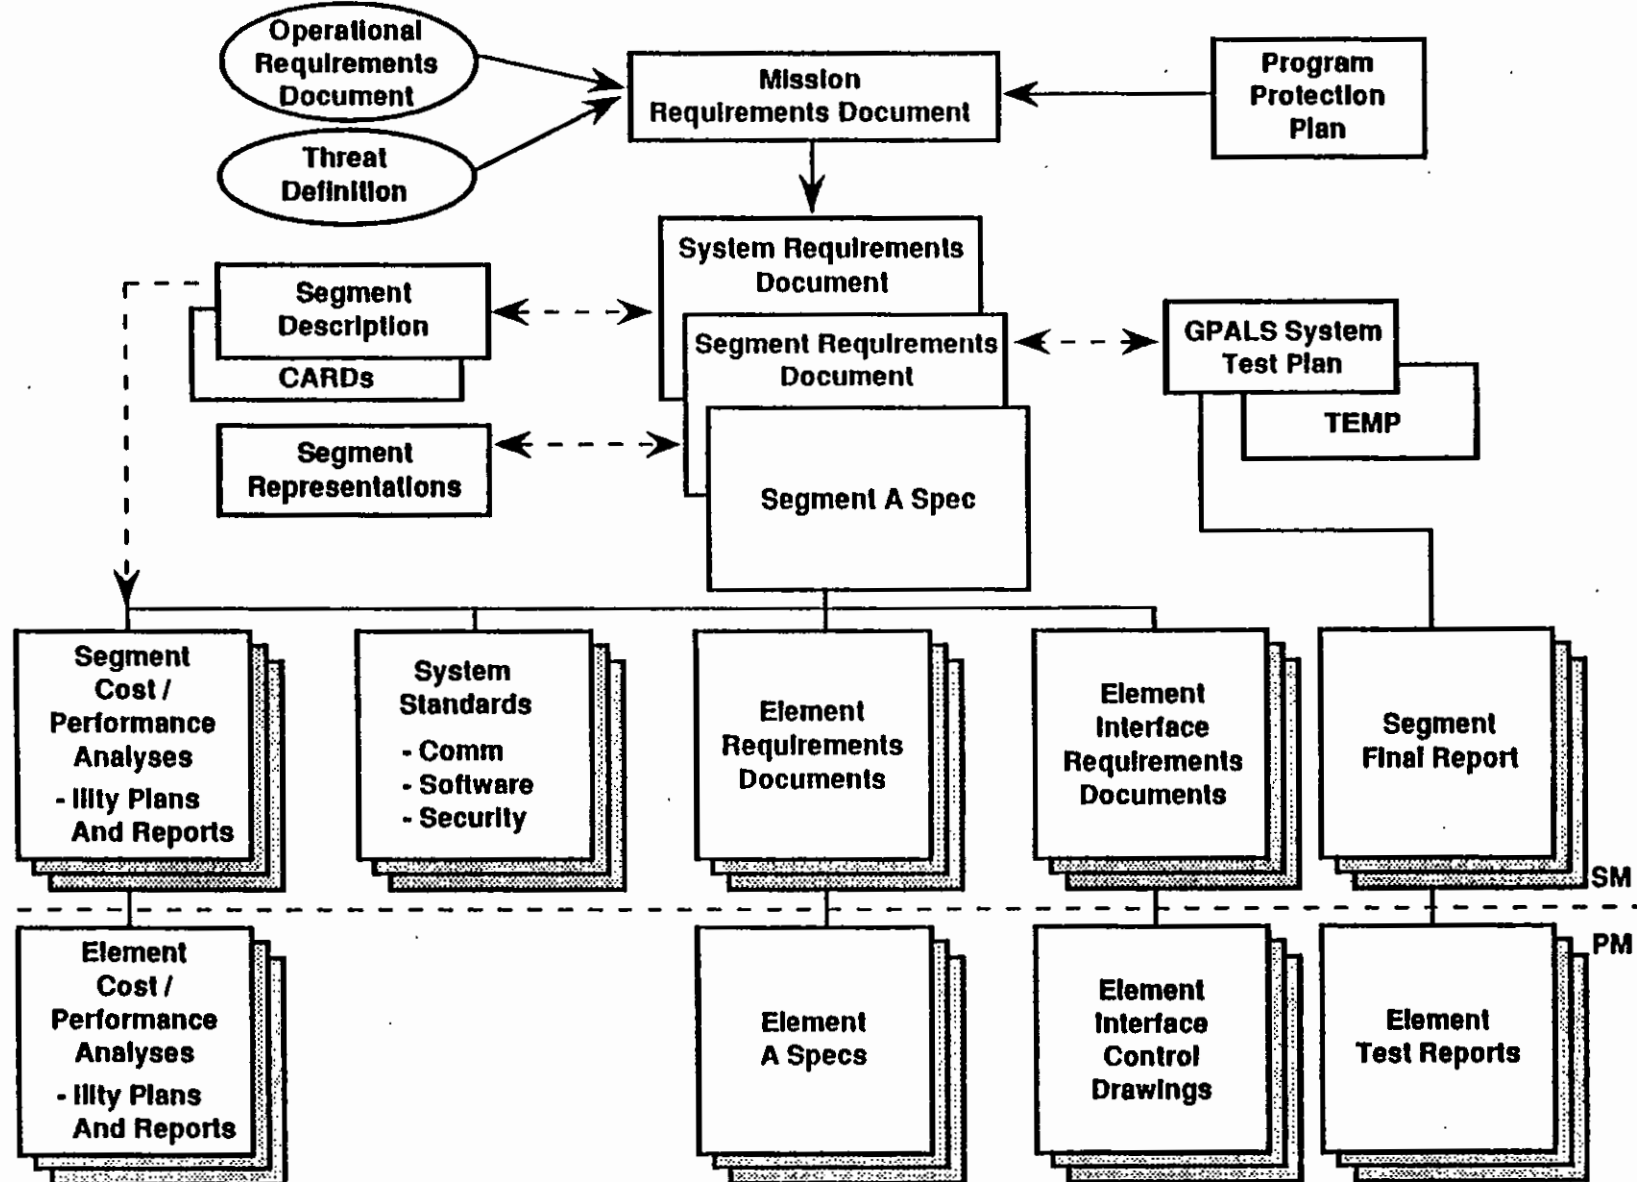 Operational
Requirements
Document
Mission
Requirements Document
Program
Protection
Plan
Threat
Definition
System Requirements
Document
Segment
Description
CARDs
Segment Requirements
Document
GPALS System
Test Plan
TEMP
Segment
Representations
Segment A Spec
Segment
Cost /
Performance
Analyses
- Ility Plans
And Reports
System
Standards
- Comm
- Software
- Security
Element
Requirements
Documents
Element
Interface
Requirements
Documents
Segment
Final Report
SM
PM
Element
Cost /
Performance
Analyses
- Ility Plans
And Reports
Element
A Specs
Element
Interface
Control
Drawings
Element
Test Reports